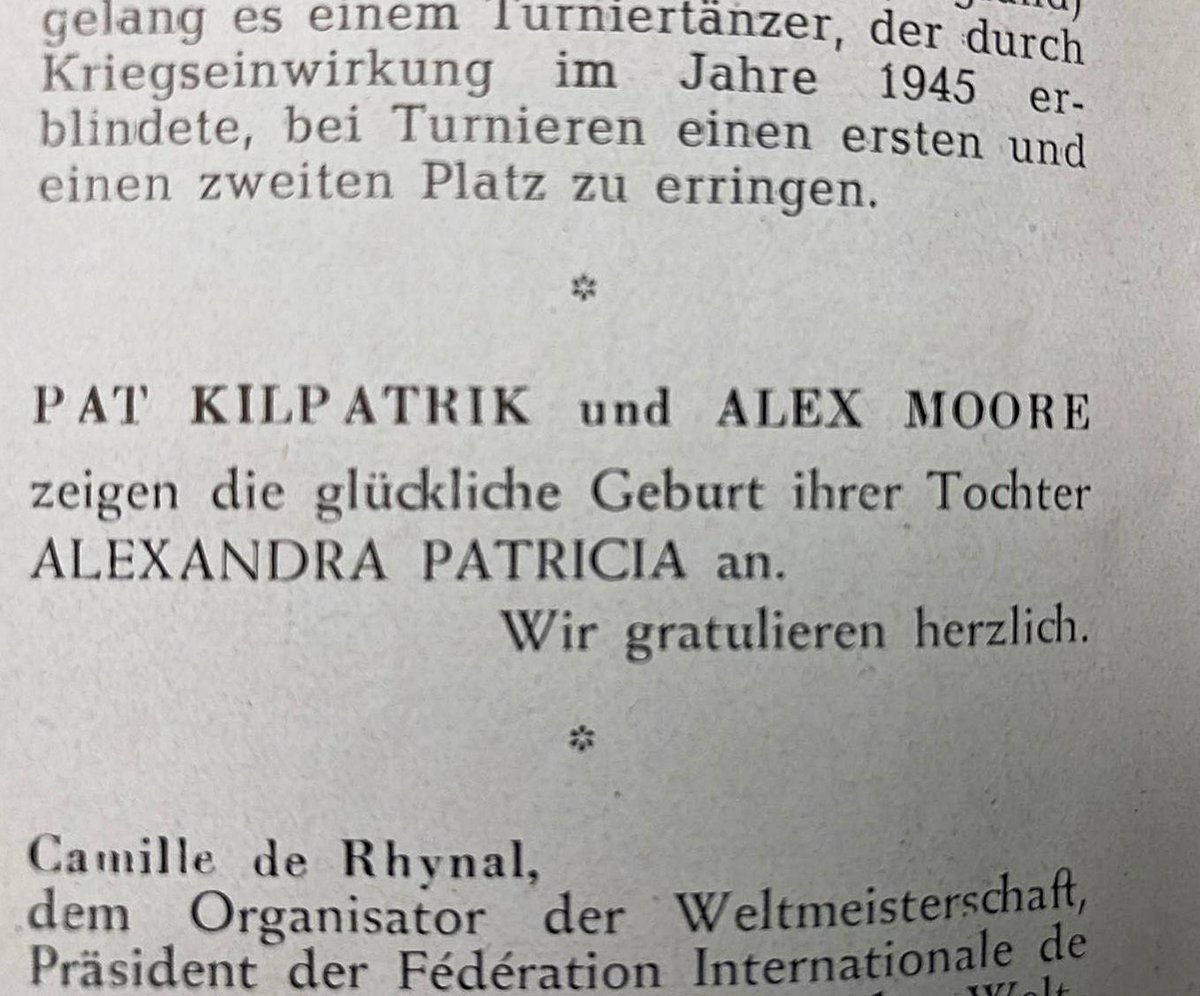 gelang es einem Turniertänzer, der durch
Kriegseinwirkung im Jahre 1945 er-
blindete, bei Turnieren einen ersten und
einen zweiten Platz zu erringen.
*
PAT KILPATRIK und ALEX MOORE
zeigen die glückliche Geburt ihrer Tochter
ALEXANDRA PATRICIA an.
Wir gratulieren herzlich.
*
Camille de Rhynal,
dem Organisator der Weltmeisterschaft,
Präsident der Fédération Internationale de